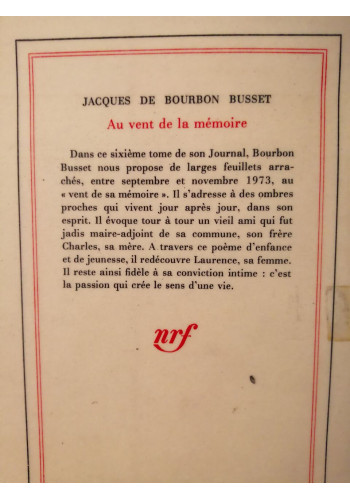 JACQUES DE BOURBON BUSSET
Au vent de la mémoire
Dans ce sixième tome de son Journal, Bourbon
Busset nous propose de larges feuillets arra-
chés, entre septembre et novembre 1973, au
« vent de sa mémoire ». Il s'adresse à des ombres
proches qui vivent jour après jour, dans son
esprit. Il évoque tour à tour un vieil ami qui fut
jadis maire-adjoint de sa commune, son frère
Charles, sa mère. A travers ce poème d'enfance
et de jeunesse, il redécouvre Laurence, sa femme.
Il reste ainsi fidèle à sa conviction intime : c'est
la passion qui crée le sens d'une vie.
nrf